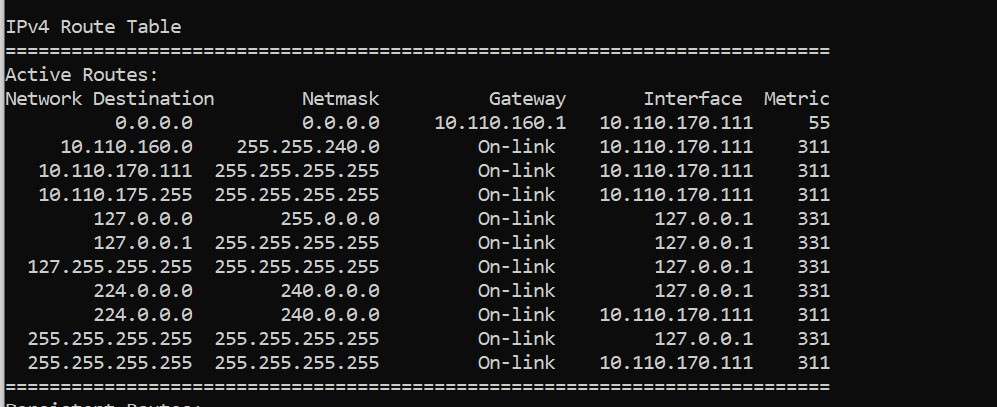 IPv4 Route Table
===========================================================================
Active Routes:
Network Destination        Netmask          Gateway       Interface  Metric
          0.0.0.0          0.0.0.0     10.110.160.1   10.110.170.111     55
     10.110.160.0    255.255.240.0         On-link    10.110.170.111    311
   10.110.170.111  255.255.255.255         On-link    10.110.170.111    311
   10.110.175.255  255.255.255.255         On-link    10.110.170.111    311
        127.0.0.0        255.0.0.0         On-link         127.0.0.1    331
        127.0.0.1  255.255.255.255         On-link         127.0.0.1    331
  127.255.255.255  255.255.255.255         On-link         127.0.0.1    331
        224.0.0.0        240.0.0.0         On-link         127.0.0.1    331
        224.0.0.0        240.0.0.0         On-link    10.110.170.111    311
  255.255.255.255  255.255.255.255         On-link         127.0.0.1    331
  255.255.255.255  255.255.255.255         On-link    10.110.170.111    311
===========================================================================
Persistent Routes: